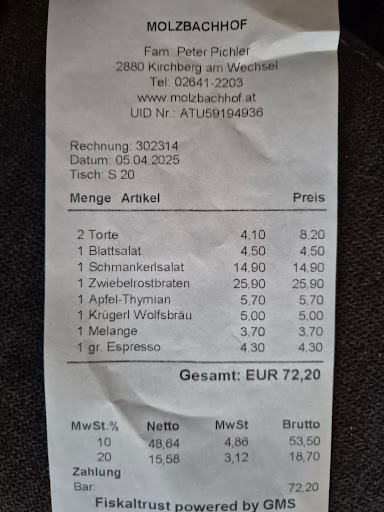 MOLZBACHHOF
Fam. Peter Pichler
2880 Kirchberg am Wechsel
Tel: 02641-2203
www.molzbachhof.at
UID Nr.: ATU59194936
Rechnung: 302314
Datum: 05.04.2025
Tisch: S 20
Menge Artikel Preis
2 Torte 4,10 8,20
1 Blattsalat 4,50 4,50
1 Schmankerlsalat 14,90 14,90
1 Zwiebelrostbraten 25,90 25,90
1 Apfel-Thymian 5,70 5,70
1 Krügerl Wolfsbräu 5,00 5,00
1 Melange 3,70 3,70
1 gr. Espresso 4,30 4,30
Gesamt: EUR 72,20
MwSt.% Netto MwSt Brutto
10 48,64 4,86 53,50
20 15,58 3,12 18,70
Zahlung
Bar: 72,20
Fiskaltrust powered by GMS